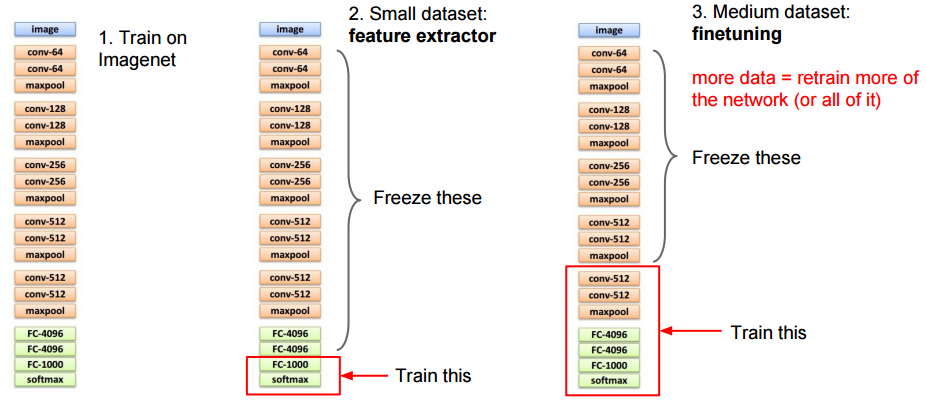 image
conv-64
conv-64
maxpool
conv-128
conv-128
maxpool
conv-256
conv-256
maxpool
conv-512
conv-512
maxpool
conv-512
conv-512
maxpool
FC-4096
FC-4096
FC-1000
softmax
1. Train on
Imagenet
image
conv-64
conv-64
maxpool
conv-128
conv-128
maxpool
conv-256
conv-256
maxpool
conv-512
conv-512
maxpool
conv-512
conv-512
maxpool
FC-4096
FC-4096
FC-1000
softmax
2. Small dataset:
feature extractor
Freeze these
Train this
image
conv-64
conv-64
maxpool
conv-128
conv-128
maxpool
conv-256
conv-256
maxpool
conv-512
conv-512
maxpool
conv-512
conv-512
maxpool
FC-4096
FC-4096
FC-1000
softmax
3. Medium dataset:
finetuning
more data = retrain more of
the network (or all of it)
Freeze these
Train this